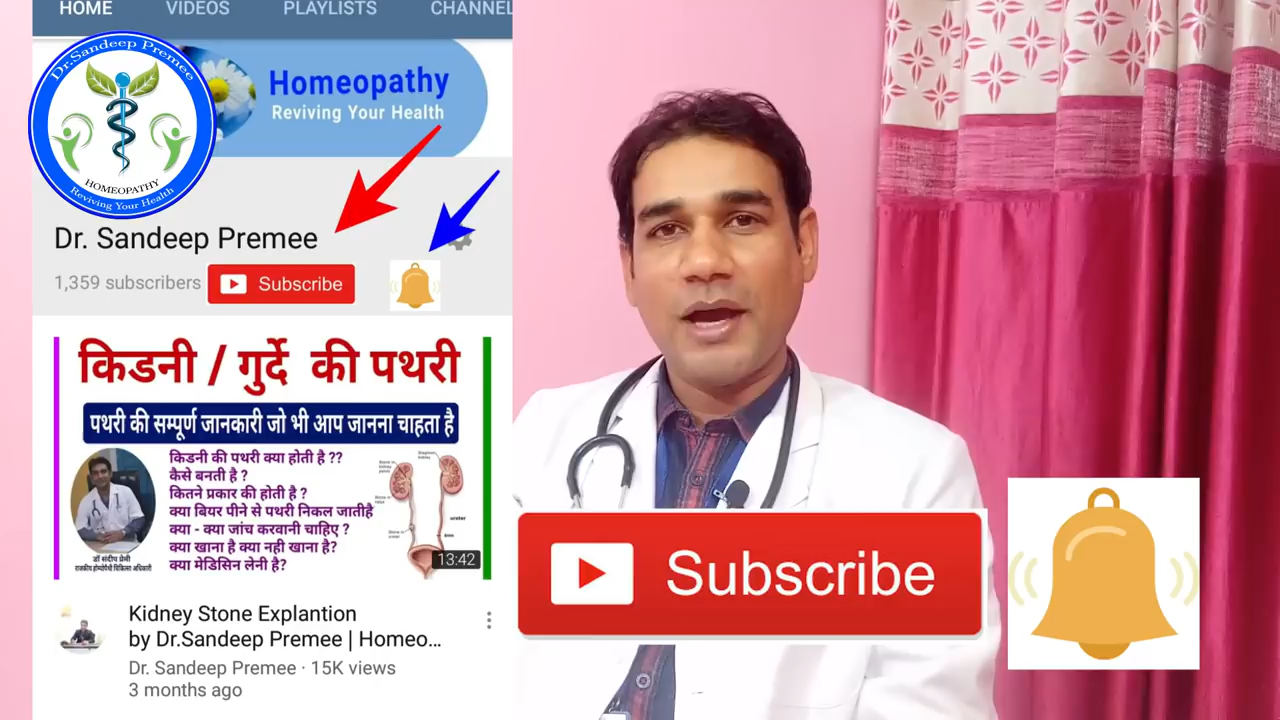 HOME VIDEOS PLAYLISTS CHANNEL
Dr.Sandeep Premee
HOMEOPATHY
Reviving Your Health
Homeopathy
Reviving Your Health
Dr. Sandeep Premee
1,359 subscribers Subscribe
किडनी / गुर्दे की पथरी
पथरी की सम्पूर्ण जानकारी जो भी आप जानना चाहता है
किडनी की पथरी क्या होती है ??
कैसे बनती है ?
कितने प्रकार की होती है ?
क्या बियर पीने से पथरी निकल जातीहै
क्या - क्या जांच करवानी चाहिए ?
क्या खाना है क्या नही खाना है?
क्या मेडिसिन लेनी है?
डॉ संदीप प्रेमी
राजकीय होम्योपैथी चिकित्सा अधिकारी
ureter
13:42
Kidney Stone Explantion
by Dr.Sandeep Premee | Homeo...
Dr. Sandeep Premee · 15K views
3 months ago
Subscribe